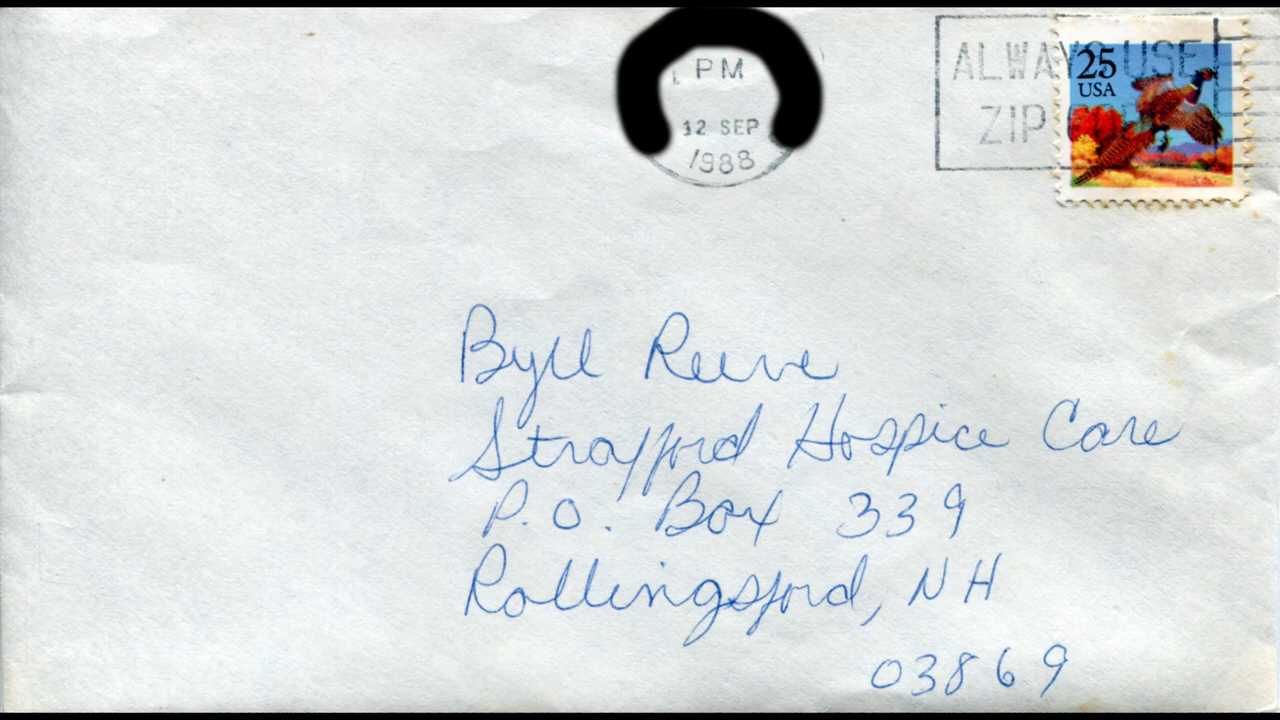 PM
12 SEP
1988
ALWAYS USE
ZIP
25
USA
Byll Reeve
Strafford Hospice Care
P.O. Box 339
Rollingsford, NH
03869